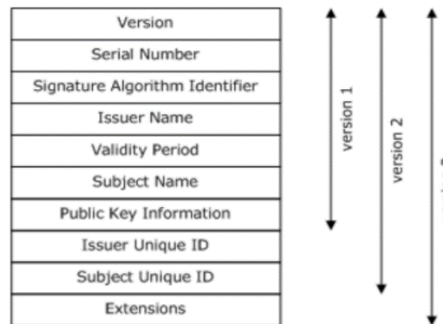 Version
Serial Number
Signature Algorithm Identifier
Issuer Name
Validity Period
Subject Name
Public Key Information
Issuer Unique ID
Subject Unique ID
Extensions
version 1
version 2